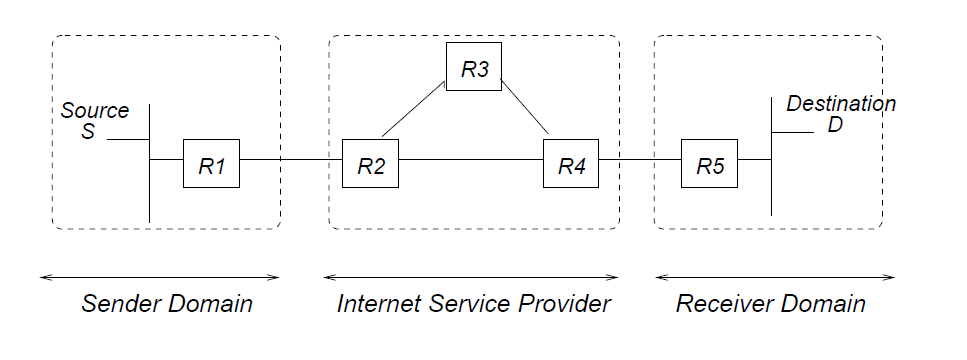 R3
Source
S
Destination
D
R1
R2
R4
R5
Sender Domain
Internet Service Provider
Receiver Domain